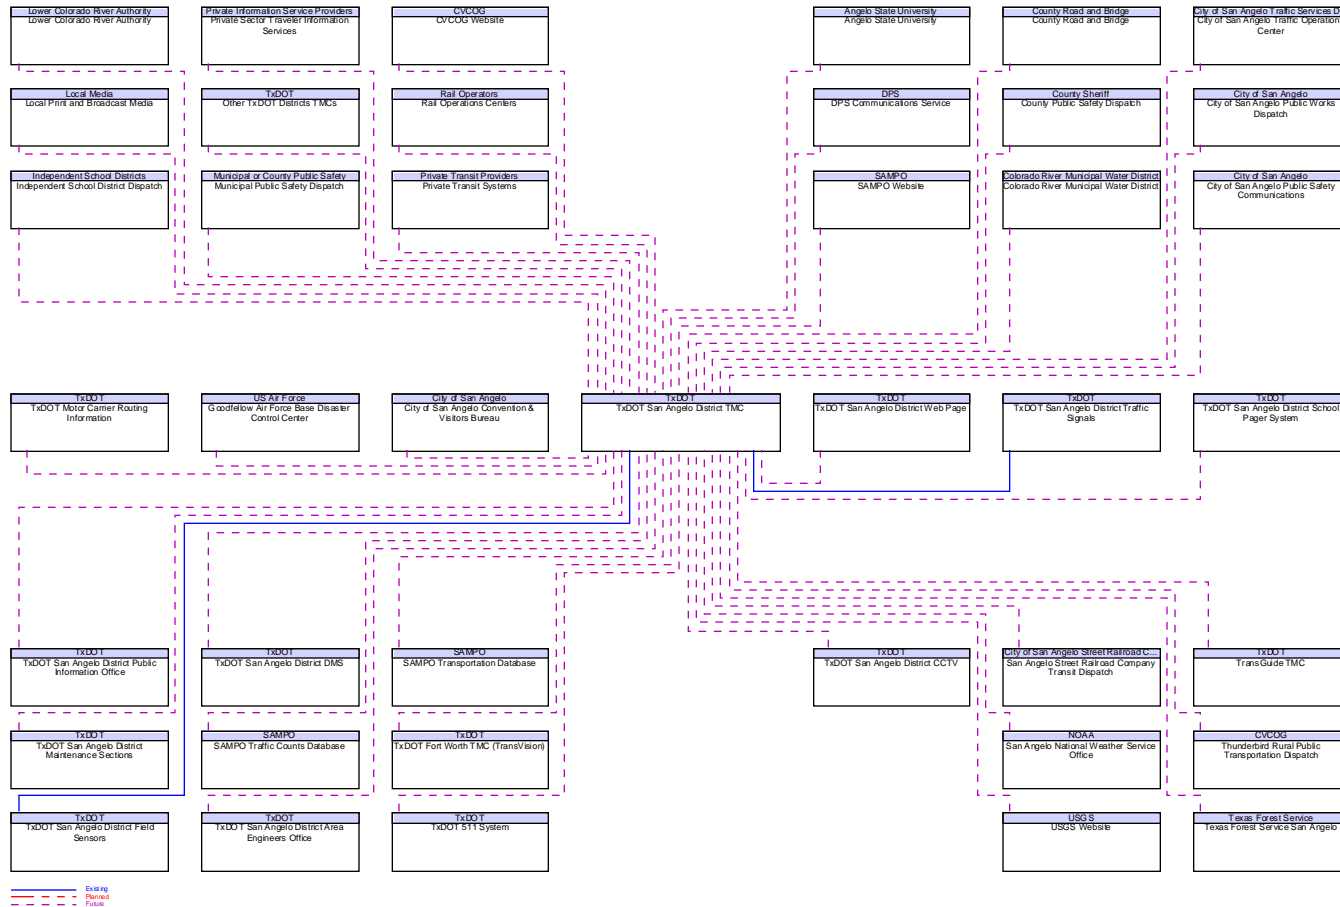 Lower Colorado River Authority
Lower Colorado River Authority
Private Information Service Providers
Private Sector Traveler Information
Services
CVCOG
CVCOG Website
Angelo State University
Angelo State University
County Road and Bridge
County Road and Bridge
City of San Angelo Traffic Services D
City of San Angelo Traffic Operation
Center
Local Media
Local Print and Broadcast Media
TxDOT
Other TxDOT Districts TMCs
Rail Operators
Rail Operations Centers
DPS
DPS Communications Service
County Sheriff
County Public Safety Dispatch
City of San Angelo
City of San Angelo Public Works
Dispatch
Independent School Districts
Independent School District Dispatch
Municipal or County Public Safety
Municipal Public Safety Dispatch
Private Transit Providers
Private Transit Systems
SAMPO
SAMPO Website
Colorado River Municipal Water District
Colorado River Municipal Water District
City of San Angelo
City of San Angelo Public Safety
Communications
TxDOT
TxDOT Motor Carrier Routing
Information
US Air Force
Goodfellow Air Force Base Disaster
Control Center
City of San Angelo
City of San Angelo Convention &
Visitors Bureau
TxDOT
TxDOT San Angelo District TMC
TxDOT
TxDOT San Angelo District Web Page
TxDOT
TxDOT San Angelo District Traffic
Signals
TxDOT
TxDOT San Angelo District School
Pager System
TxDOT
TxDOT San Angelo District Public
Information Office
TxDOT
TxDOT San Angelo District DMS
SAMPO
SAMPO Transportation Database
TxDOT
TxDOT San Angelo District CCTV
City of San Angelo Street Railroad C...
San Angelo Street Railroad Company
Transit Dispatch
TxDOT
TransGuide TMC
TxDOT
TxDOT San Angelo District
Maintenance Sections
SAMPO
SAMPO Traffic Counts Database
TxDOT
TxDOT Fort Worth TMC (TransVision)
NOAA
San Angelo National Weather Service
Office
CVCOG
Thunderbird Rural Public
Transportation Dispatch
TxDOT
TxDOT San Angelo District Field
Sensors
TxDOT
TxDOT San Angelo District Area
Engineers Office
TxDOT
TxDOT 511 System
USGS
USGS Website
Texas Forest Service
Texas Forest Service San Angelo
Existing
Planned
Future